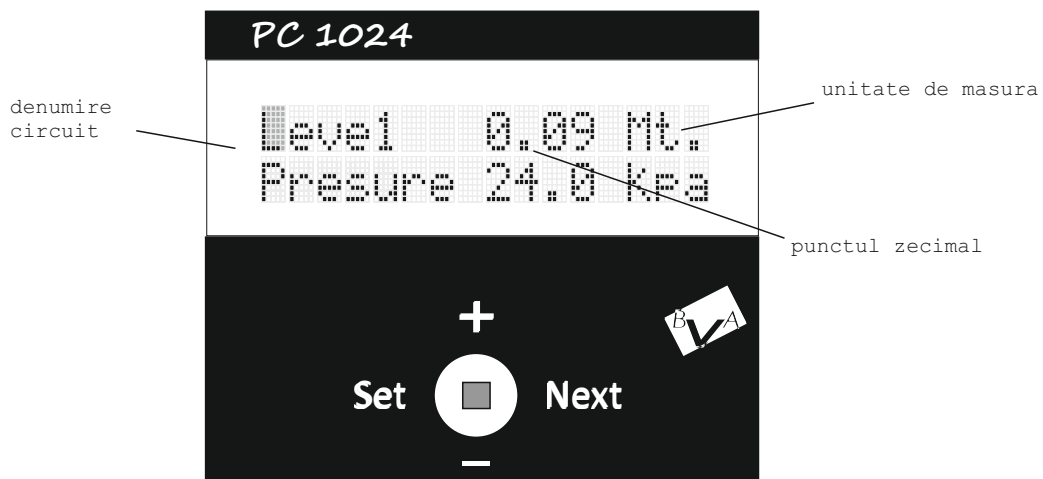 PC 1024
denumire
circuit
unitate de masura
Level 0.09 Mt.
Presure 24.0 kpa
punctul zecimal
+
BVA
Set Next
−